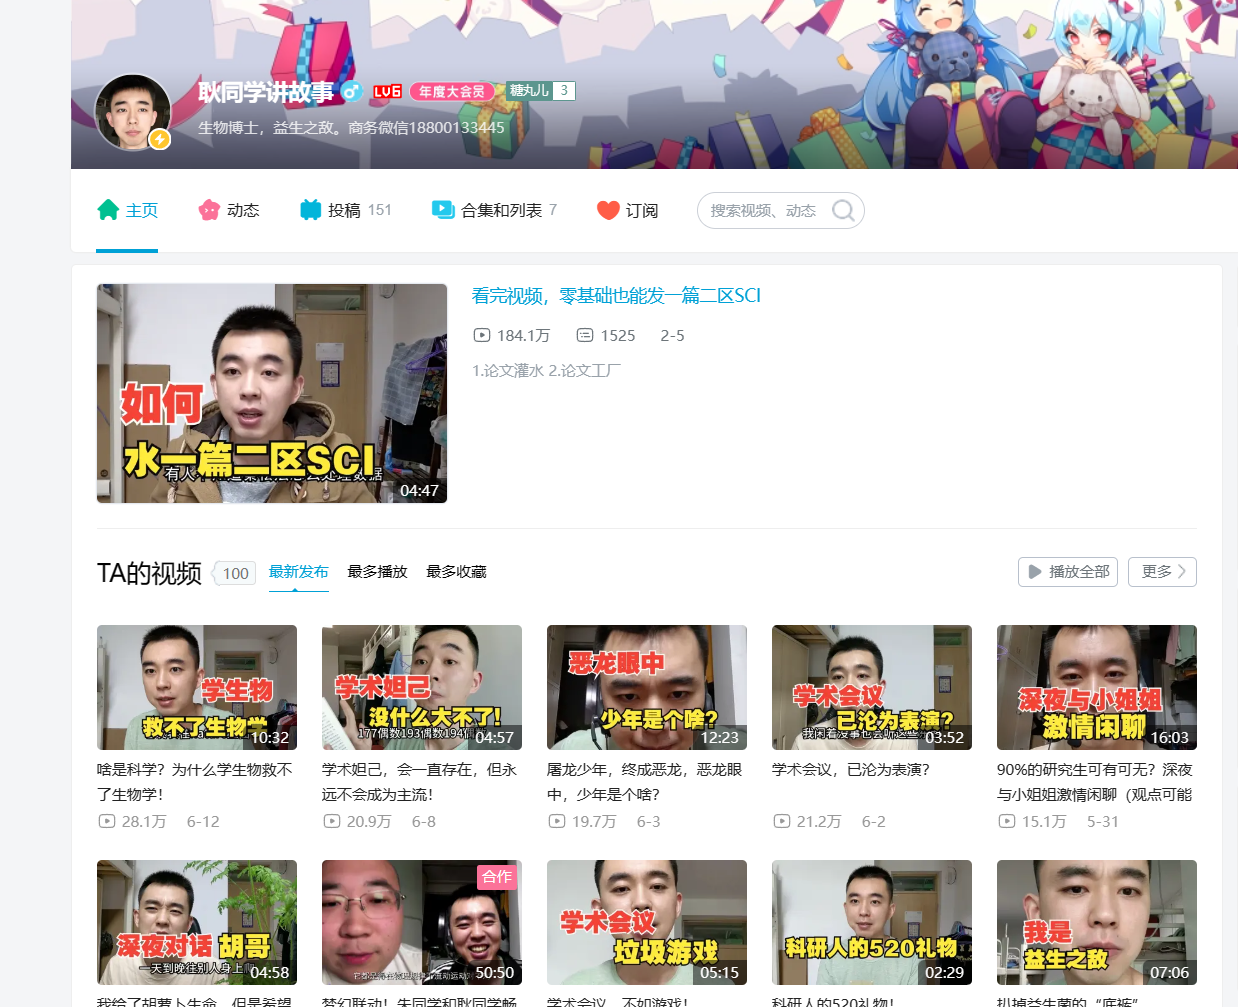 耿同学讲故事 LV6 年度大会员 糖丸儿 3
生物博士，益生之敌。商务微信18800133445
主页 动态 投稿 151 合集和列表 7 订阅 搜索视频、动态
看完视频，零基础也能发一篇二区SCI
184.1万 1525 2-5
1.论文灌水 2.论文工厂
如何
水一篇二区SCI
04:47
TA的视频 100 最新发布 最多播放 最多收藏 播放全部 更多
学生物
救不了生物学
10:32
学术妲己
没什么大不了!
177偶数193偶数194偶
04:57
恶龙眼中
少年是个啥?
12:23
学术会议
已沦为表演?
03:52
深夜与小姐姐
激情闲聊
16:03
啥是科学？为什么学生物救不了生物学！
28.1万 6-12
学术妲己，会一直存在，但永远不会成为主流！
20.9万 6-8
屠龙少年，终成恶龙，恶龙眼中，少年是个啥？
19.7万 6-3
学术会议，已沦为表演？
21.2万 6-2
90%的研究生可有可无？深夜与小姐姐激情闲聊（观点可能
15.1万 5-31
深夜对话 胡哥
一天到晚往别人身上
04:58
合作
50:50
学术会议
垃圾游戏
05:15
科研人的520礼物
02:29
我是
益生之敌
07:06
我给了胡萝卜生命，但是希望
梦幻联动！朱同学和耿同学畅
学术会议，不如游戏！
科研人的520礼物！
扒掉益生菌的“底裤”